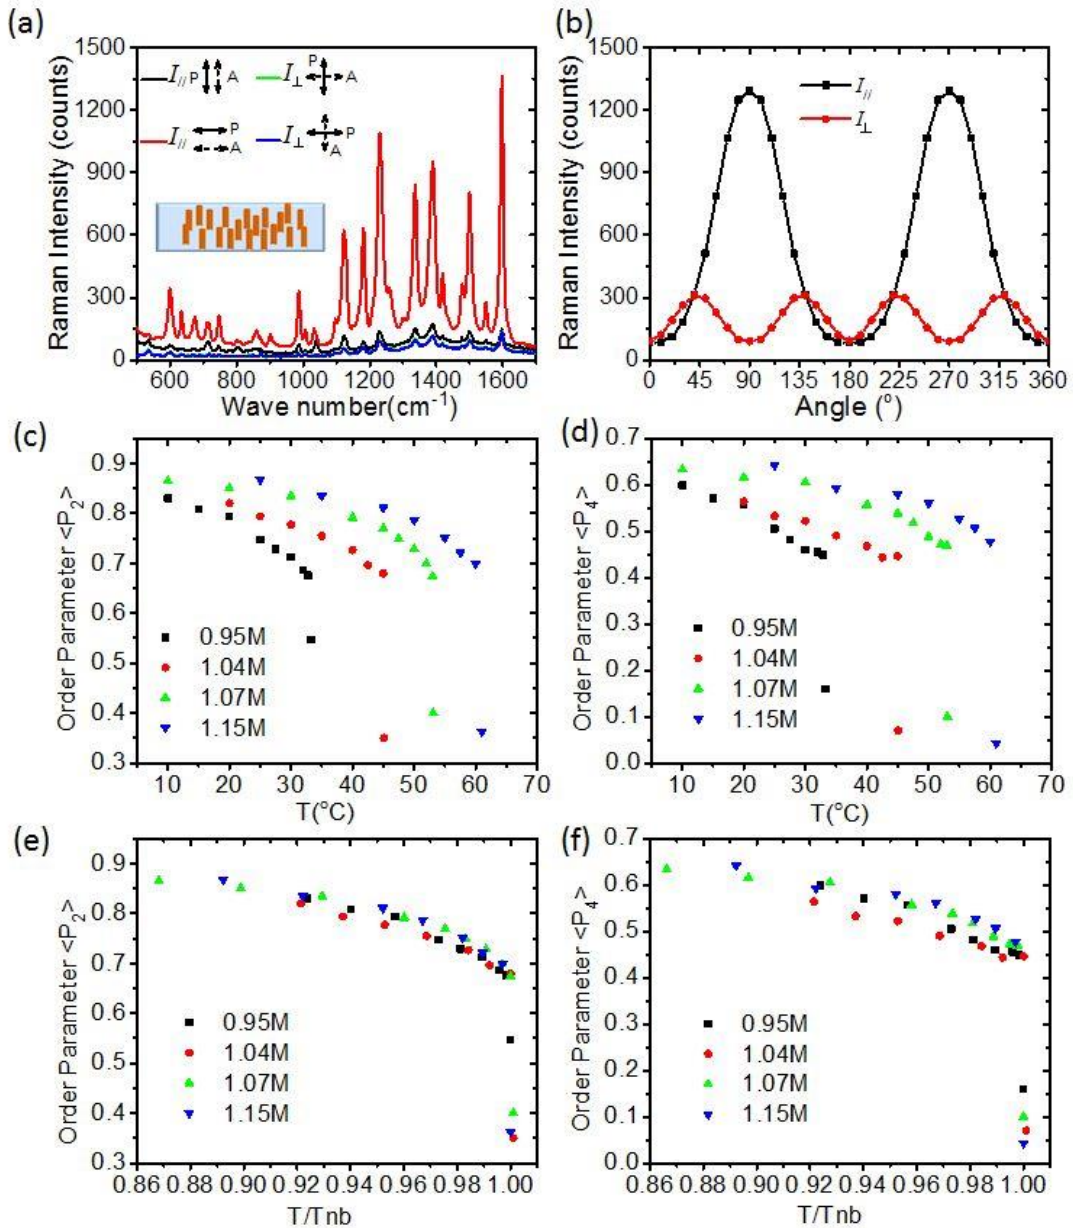 (a)
Raman Intensity (counts)
1500
1200
900
600
300
0
I// P A
I⊥ P A
I// P A
I⊥ P A
600 800 1000 1200 1400 1600
Wave number(cm-1)
(b)
Raman Intensity (counts)
1500
1200
900
600
300
0
I//
I⊥
0 45 90 135 180 225 270 315 360
Angle (o)
(c)
Order Parameter <P2>
0.9
0.8
0.7
0.6
0.5
0.4
0.3
0.95M
1.04M
1.07M
1.15M
10 20 30 40 50 60 70
T(oC)
(d)
Order Parameter <P4>
0.7
0.6
0.5
0.4
0.3
0.2
0.1
0.0
0.95M
1.04M
1.07M
1.15M
10 20 30 40 50 60 70
T(oC)
(e)
Order Parameter <P2>
0.9
0.8
0.7
0.6
0.5
0.4
0.3
0.95M
1.04M
1.07M
1.15M
0.86 0.88 0.90 0.92 0.94 0.96 0.98 1.00
T/Tnb
(f)
Order Parameter <P4>
0.7
0.6
0.5
0.4
0.3
0.2
0.1
0.0
0.95M
1.04M
1.07M
1.15M
0.86 0.88 0.90 0.92 0.94 0.96 0.98 1.00
T/Tnb